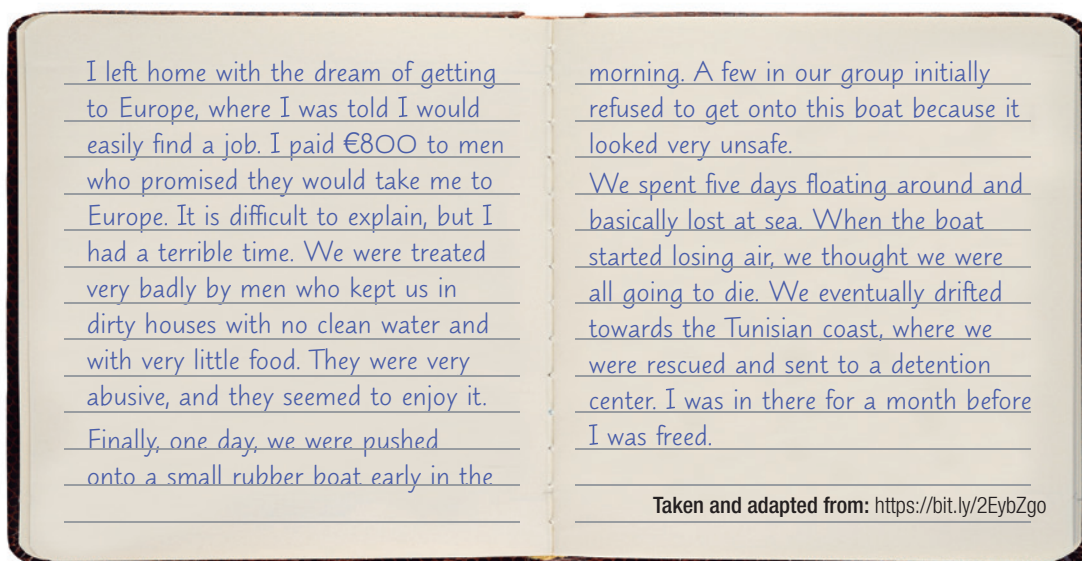 I left home with the dream of getting
to Europe, where I was told I would
easily find a job. I paid €800 to men
who promised they would take me to
Europe. It is difficult to explain, but I
had a terrible time. We were treated
very badly by men who kept us in
dirty houses with no clean water and
with very little food. They were very
abusive, and they seemed to enjoy it.
Finally, one day, we were pushed
onto a small rubber boat early in the
morning. A few in our group initially
refused to get onto this boat because it
looked very unsafe.
We spent five days floating around and
basically lost at sea. When the boat
started losing air, we thought we were
all going to die. We eventually drifted
towards the Tunisian coast, where we
were rescued and sent to a detention
center. I was in there for a month before
I was freed.
Taken and adapted from: https://bit.ly/2EybZgo